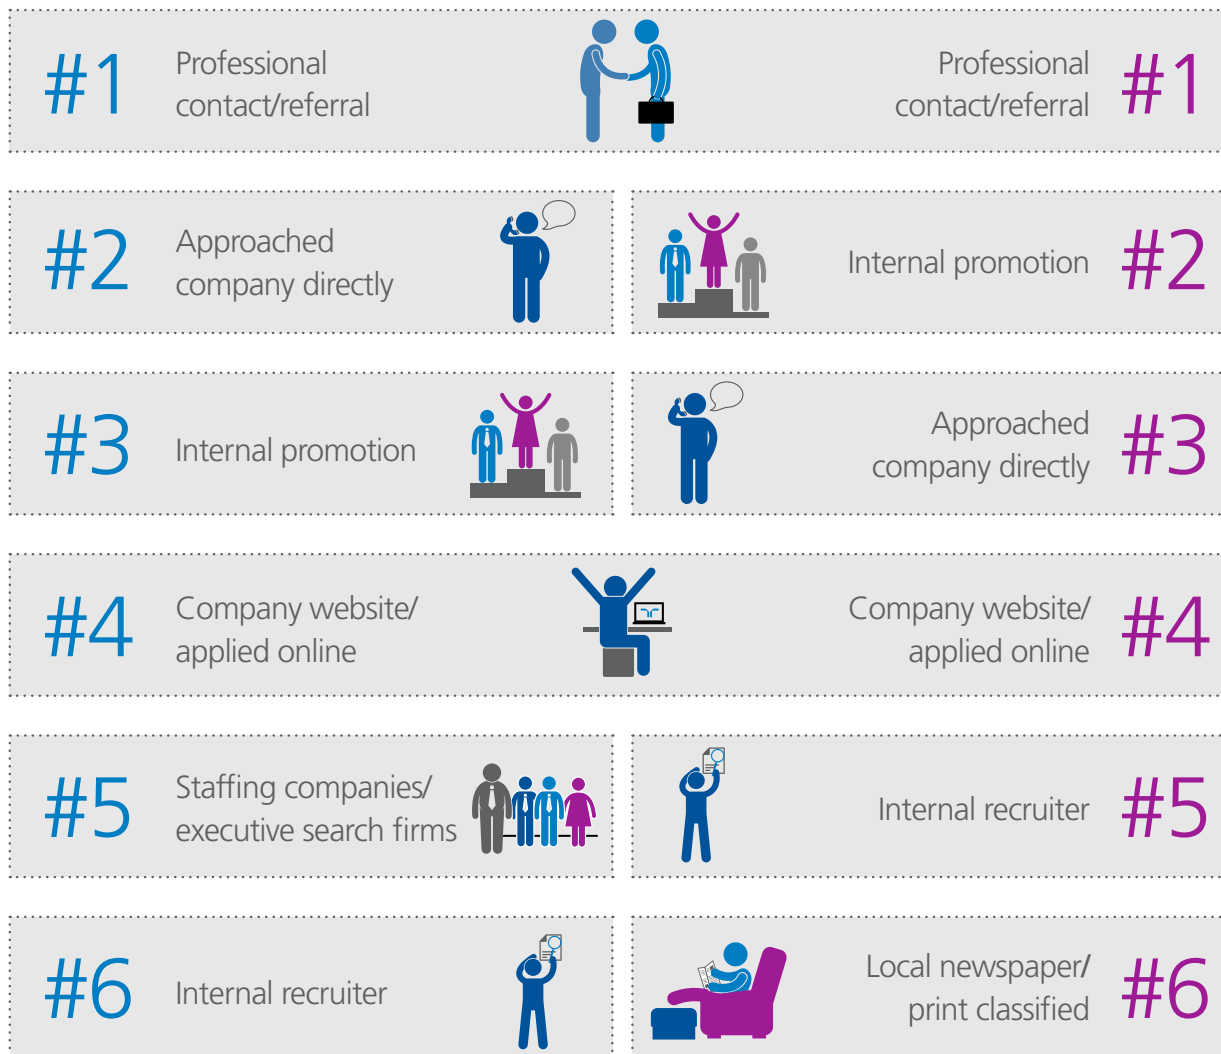 #1
Professional
contact/referral
Professional
contact/referral
#1
#2
Approached
company directly
Internal promotion
#2
#3
Internal promotion
Approached
company directly
#3
#4
Company website/
applied online
Company website/
applied online
#4
#5
Staffing companies/
executive search firms
Internal recruiter
#5
#6
Internal recruiter
Local newspaper/
print classified
#6